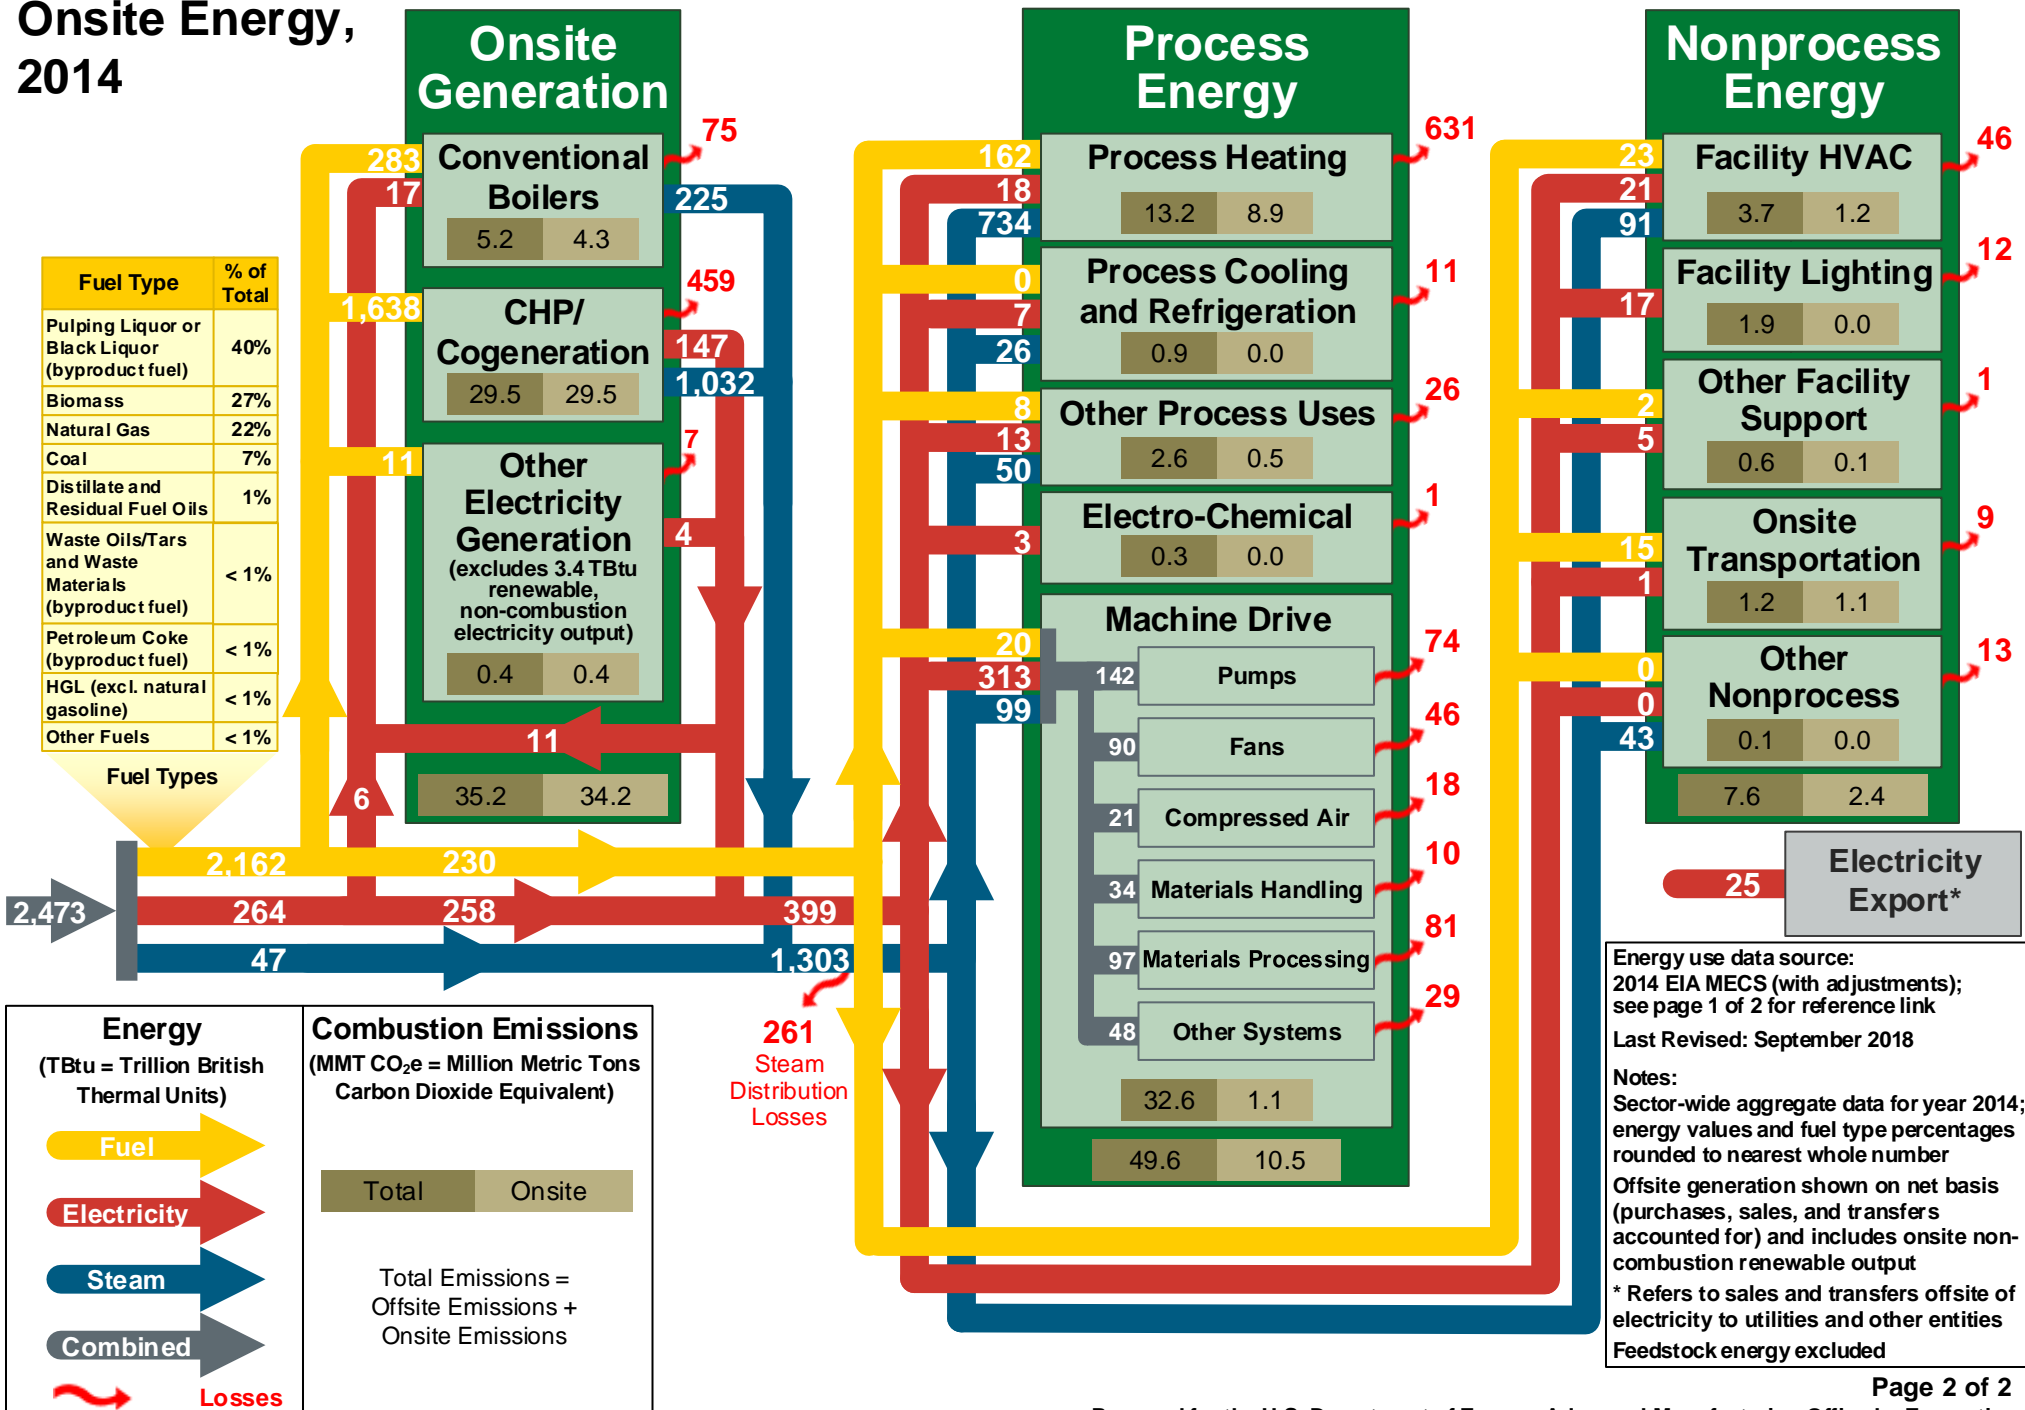 Onsite Energy,
2014
Onsite
Generation
283
17
Conventional
Boilers
5.2 4.3
75
225
1,638
CHP/
Cogeneration
29.5 29.5
459
147
1,032
11
Other
Electricity
Generation
(excludes 3.4 TBtu
renewable,
non-combustion
electricity output)
0.4 0.4
7
4
11
6
35.2 34.2
Fuel Type % of
Total
Pulping Liquor or
Black Liquor
(byproduct fuel)
40%
Biomass 27%
Natural Gas 22%
Coal 7%
Distillate and
Residual Fuel Oils
1%
Waste Oils/Tars
and Waste
Materials
(byproduct fuel)
< 1%
Petroleum Coke
(byproduct fuel)
< 1%
HGL (excl. natural
gasoline)
< 1%
Other Fuels < 1%
Fuel Types
2,473
2,162 230
264 258 399
47 1,303
261
Steam
Distribution
Losses
Process
Energy
162
18
734
Process Heating
13.2 8.9
631
0
7
26
Process Cooling
and Refrigeration
0.9 0.0
11
8
13
50
Other Process Uses
2.6 0.5
26
3
Electro-Chemical
0.3 0.0
1
20
313
99
Machine Drive
142 Pumps 74
90 Fans 46
21 Compressed Air 18
34 Materials Handling 10
97 Materials Processing 81
48 Other Systems 29
32.6 1.1
49.6 10.5
Nonprocess
Energy
23
21
91
Facility HVAC
3.7 1.2
46
17
Facility Lighting
1.9 0.0
12
2
5
Other Facility
Support
0.6 0.1
1
15
1
Onsite
Transportation
1.2 1.1
9
0
0
43
Other
Nonprocess
0.1 0.0
13
7.6 2.4
25
Electricity
Export*
Energy
(TBtu = Trillion British
Thermal Units)
Fuel
Electricity
Steam
Combined
Losses
Combustion Emissions
(MMT CO₂e = Million Metric Tons
Carbon Dioxide Equivalent)
Total Onsite
Total Emissions =
Offsite Emissions +
Onsite Emissions
Energy use data source:
2014 EIA MECS (with adjustments);
see page 1 of 2 for reference link
Last Revised: September 2018
Notes:
Sector-wide aggregate data for year 2014;
energy values and fuel type percentages
rounded to nearest whole number
Offsite generation shown on net basis
(purchases, sales, and transfers
accounted for) and includes onsite non-
combustion renewable output
* Refers to sales and transfers offsite of
electricity to utilities and other entities
Feedstock energy excluded
Page 2 of 2